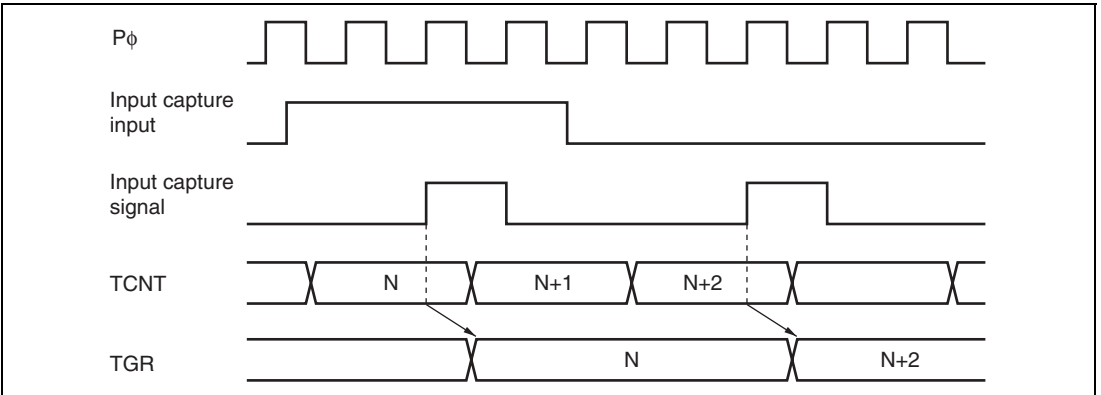 Pϕ
Input capture
input
Input capture
signal
TCNT
N
N+1
N+2
TGR
N
N+2